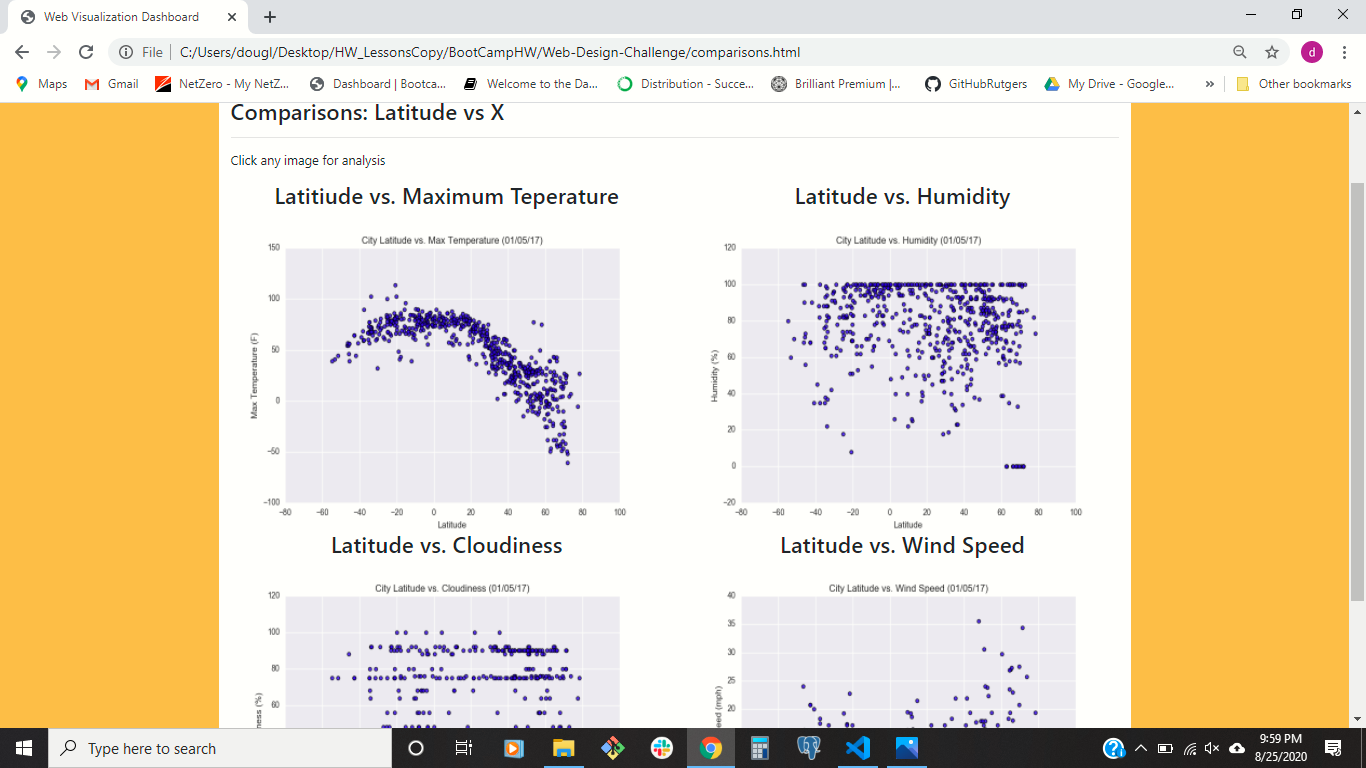 Web Visualization Dashboard
File | C:/Users/dougl/Desktop/HW_LessonsCopy/BootCampHW/Web-Design-Challenge/comparisons.html
d
Maps Gmail NetZero - My NetZ... Dashboard | Bootca... Welcome to the Da... Distribution - Succe... Brilliant Premium |... GitHubRutgers My Drive - Google... » Other bookmarks
Comparisons: Latitude vs X
Click any image for analysis
Latitiude vs. Maximum Teperature
City Latitude vs. Max Temperature (01/05/17)
150
100
50
0
−50
−100
Max Temperature (F)
−80 −60 −40 −20 0 20 40 60 80 100
Latitude
Latitude vs. Humidity
City Latitude vs. Humidity (01/05/17)
120
100
80
60
40
20
0
−20
Humidity (%)
−80 −60 −40 −20 0 20 40 60 80 100
Latitude
Latitude vs. Cloudiness
City Latitude vs. Cloudiness (01/05/17)
120
100
80
60
ness (%)
Latitude vs. Wind Speed
City Latitude vs. Wind Speed (01/05/17)
40
35
30
25
20
eed (mph)
Type here to search
9:59 PM
8/25/2020